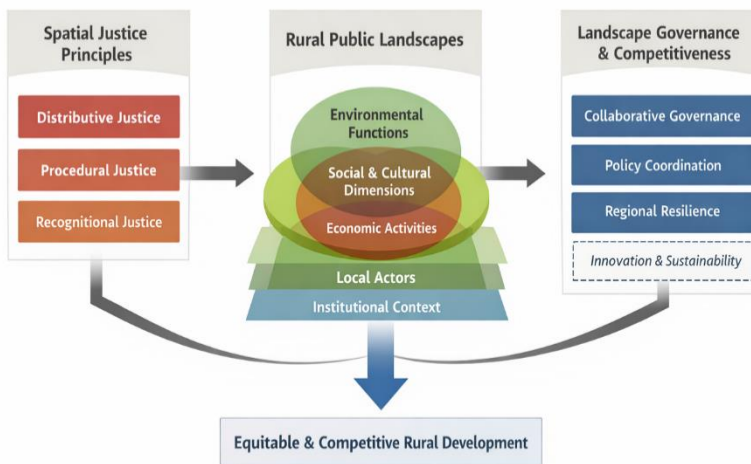 Spatial Justice
Principles
Distributive Justice
Procedural Justice
Recognitional Justice
Rural Public Landscapes
Environmental
Functions
Social & Cultural
Dimensions
Economic Activities
Local Actors
Institutional Context
Landscape Governance
& Competitiveness
Collaborative Governance
Policy Coordination
Regional Resilience
Innovation & Sustainability
Equitable & Competitive Rural Development